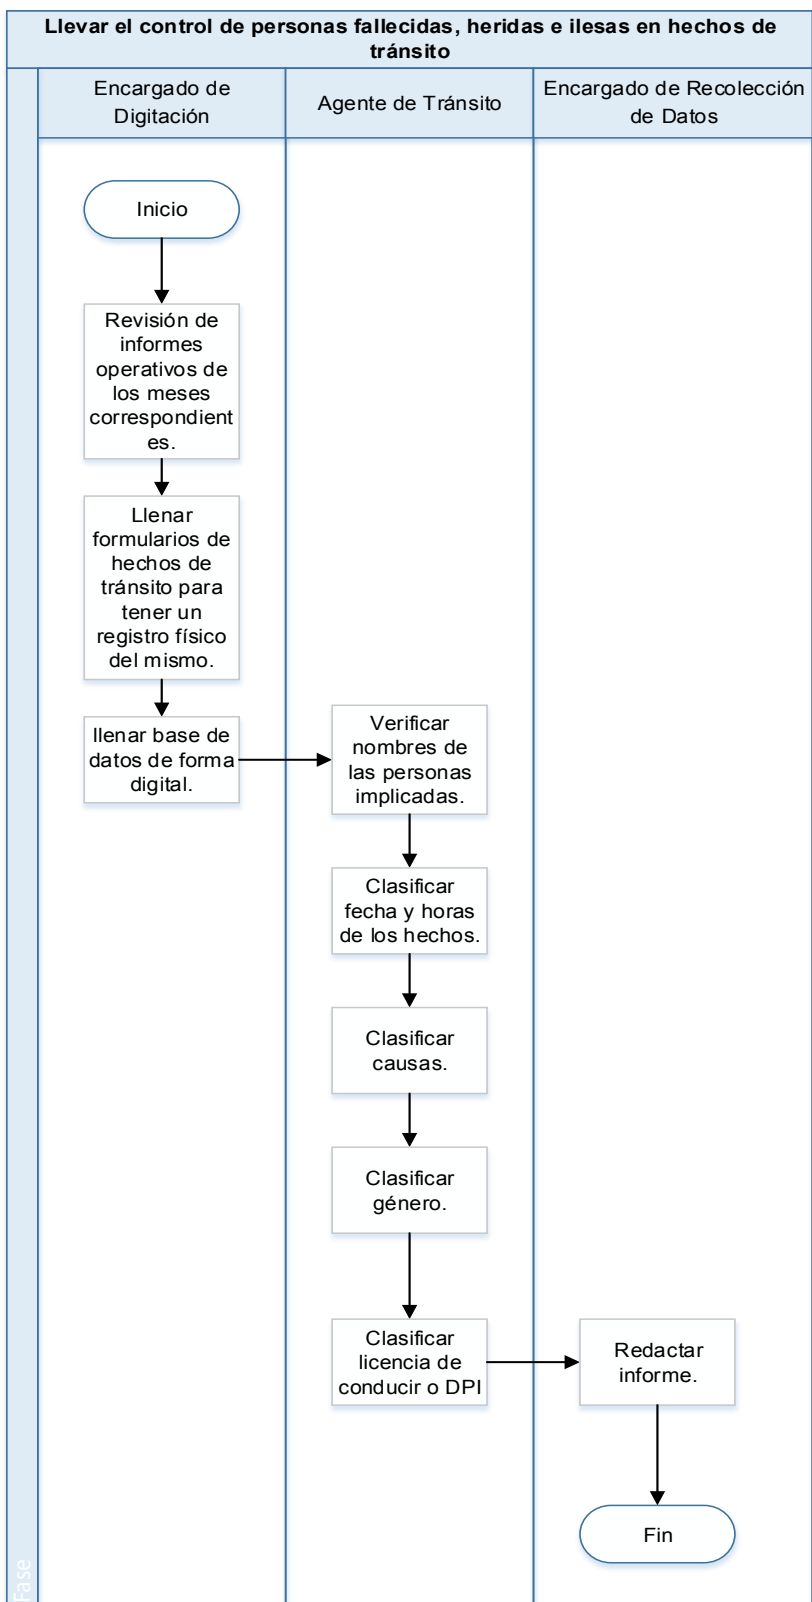 Llevar el control de personas fallecidas, heridas e ilesas en hechos de
tránsito
Encargado de
Digitación
Agente de Tránsito
Encargado de Recolección
de Datos
Inicio
Revisión de
informes
operativos de
los meses
correspondient
es.
Llenar
formularios de
hechos de
tránsito para
tener un
registro físico
del mismo.
llenar base de
datos de forma
digital.
Verificar
nombres de
las personas
implicadas.
Clasificar
fecha y horas
de los hechos.
Clasificar
causas.
Clasificar
género.
Clasificar
licencia de
conducir o DPI
Redactar
informe.
Fin
Fase